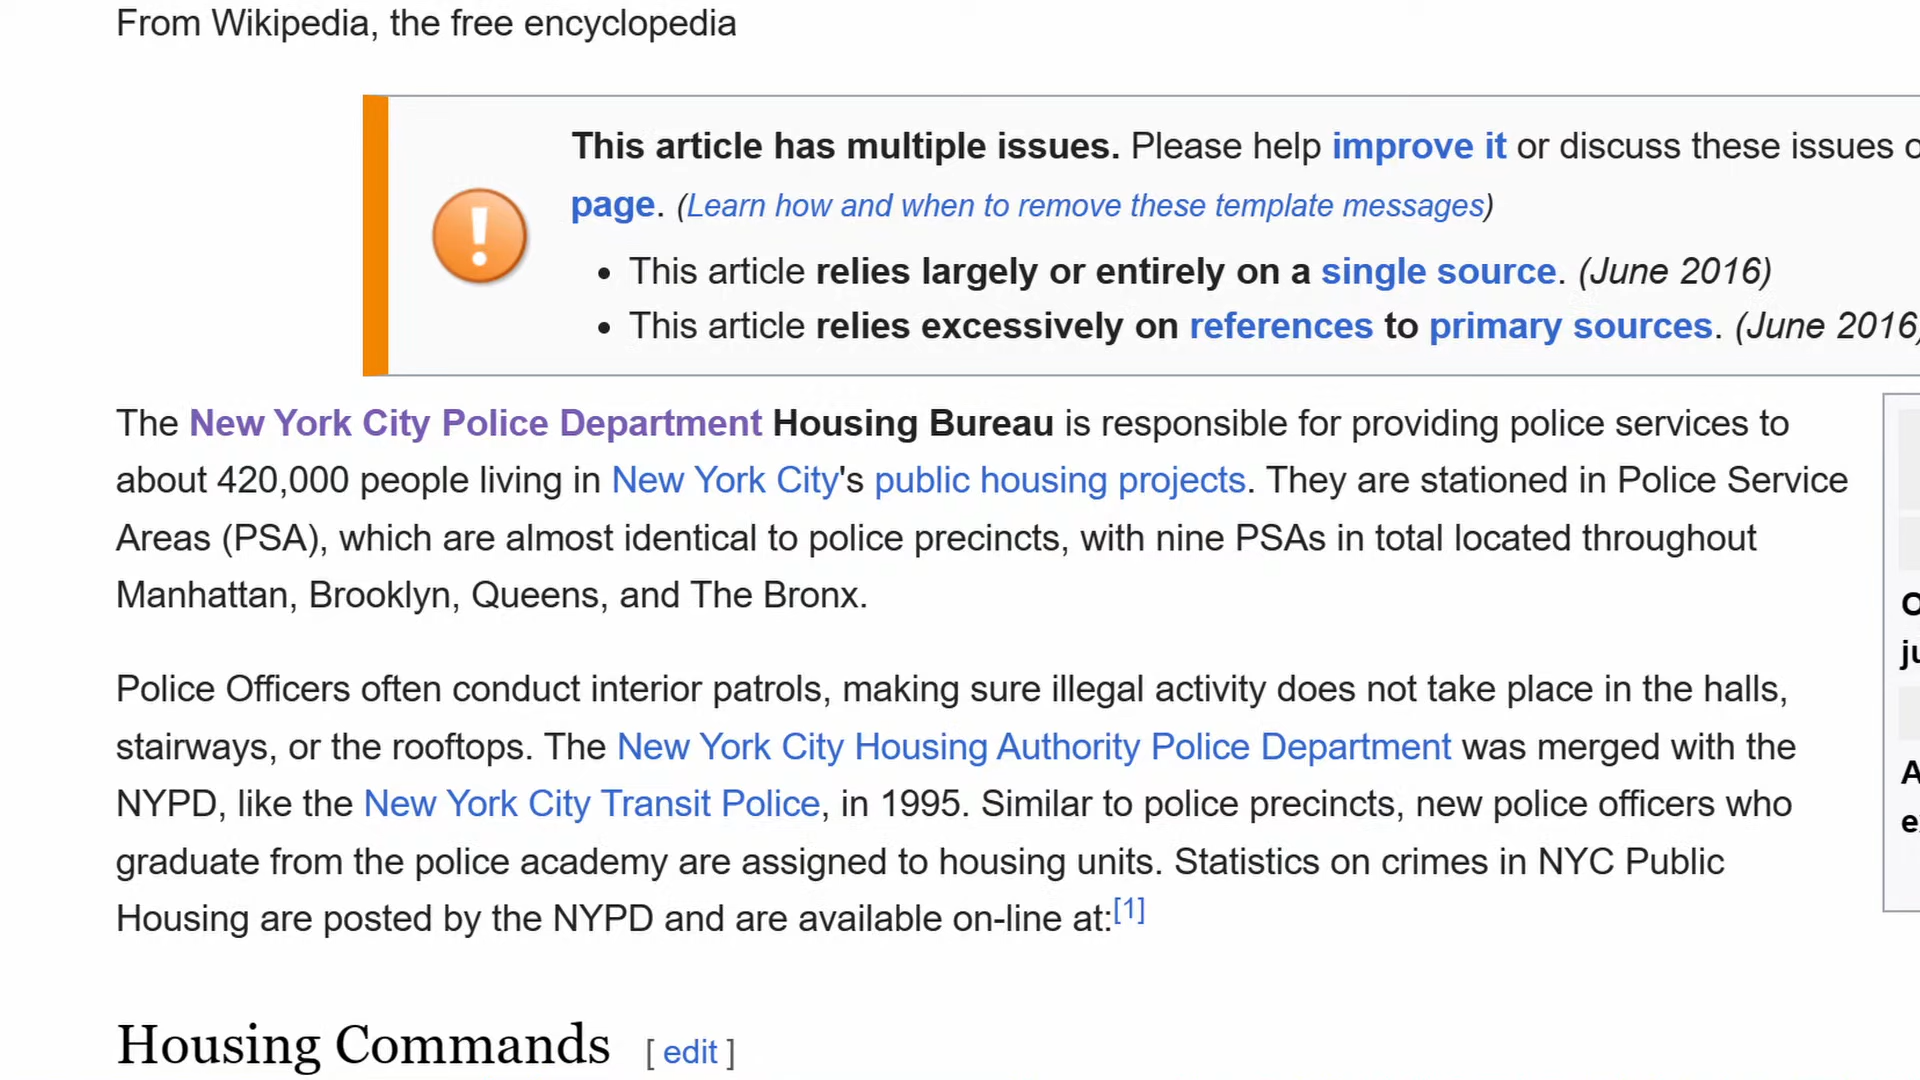 From Wikipedia, the free encyclopedia
This article has multiple issues. Please help improve it or discuss these issues
page. (Learn how and when to remove these template messages)
• This article relies largely or entirely on a single source. (June 2016)
• This article relies excessively on references to primary sources. (June 2016)
The New York City Police Department Housing Bureau is responsible for providing police services to
about 420,000 people living in New York City's public housing projects. They are stationed in Police Service
Areas (PSA), which are almost identical to police precincts, with nine PSAs in total located throughout
Manhattan, Brooklyn, Queens, and The Bronx.
Police Officers often conduct interior patrols, making sure illegal activity does not take place in the halls,
stairways, or the rooftops. The New York City Housing Authority Police Department was merged with the
NYPD, like the New York City Transit Police, in 1995. Similar to police precincts, new police officers who
graduate from the police academy are assigned to housing units. Statistics on crimes in NYC Public
Housing are posted by the NYPD and are available on-line at:[1]
Housing Commands [ edit ]